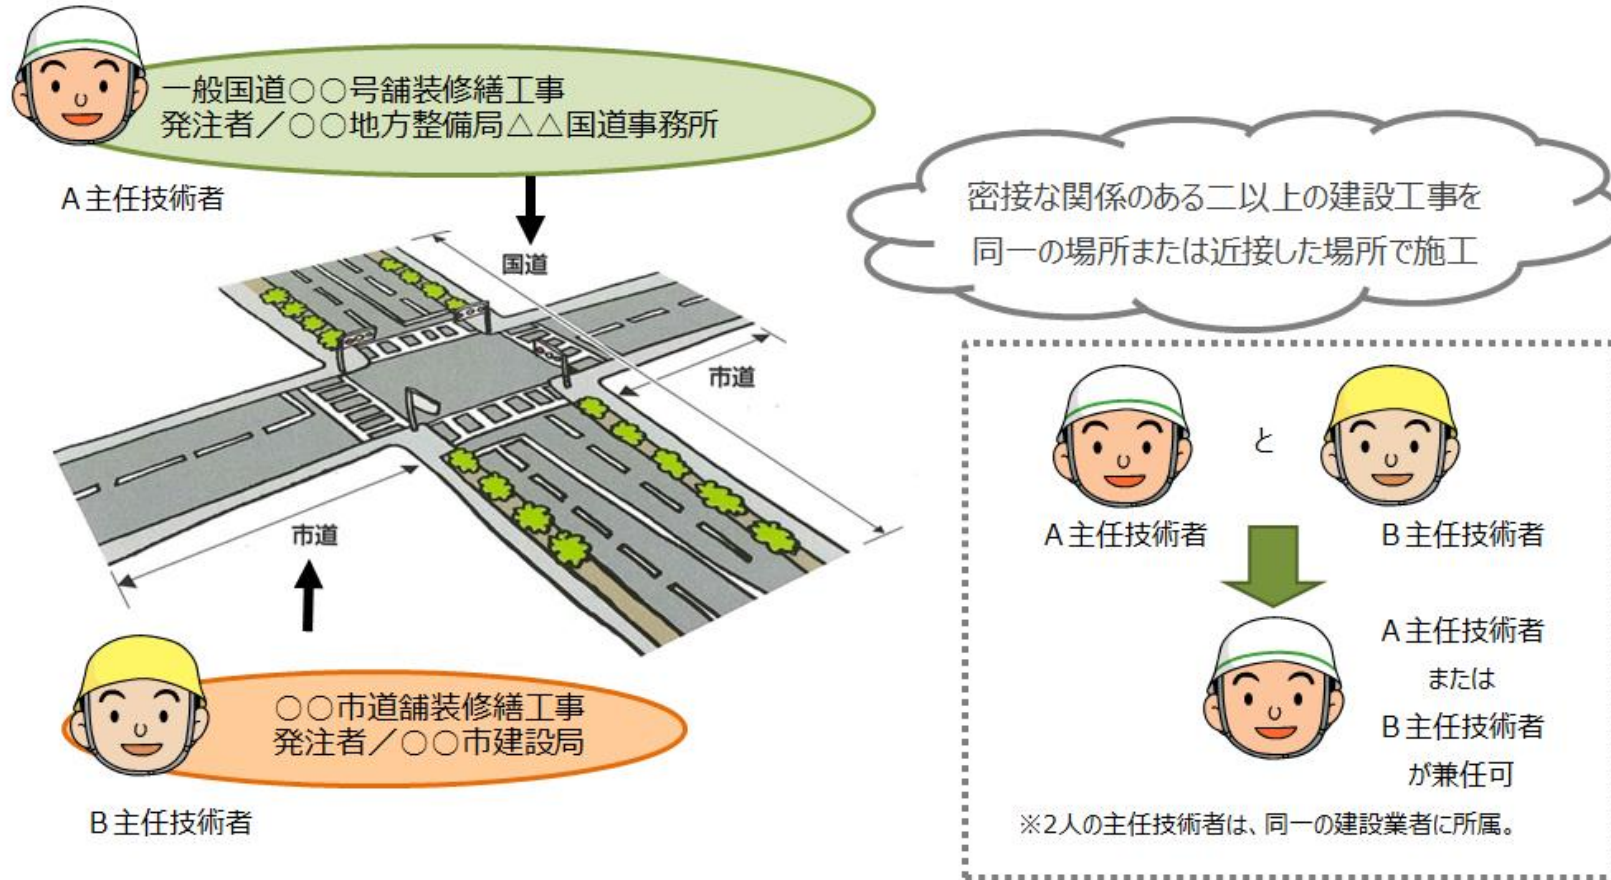 一般国道○○号舗装修繕工事
発注者／○○地方整備局△△国道事務所
A主任技術者
国道
市道
市道
○○市道舗装修繕工事
発注者／○○市建設局
B主任技術者
密接な関係のある二以上の建設工事を
同一の場所または近接した場所で施工
と
A主任技術者
B主任技術者
A主任技術者
または
B主任技術者
が兼任可
※2人の主任技術者は、同一の建設業者に所属。